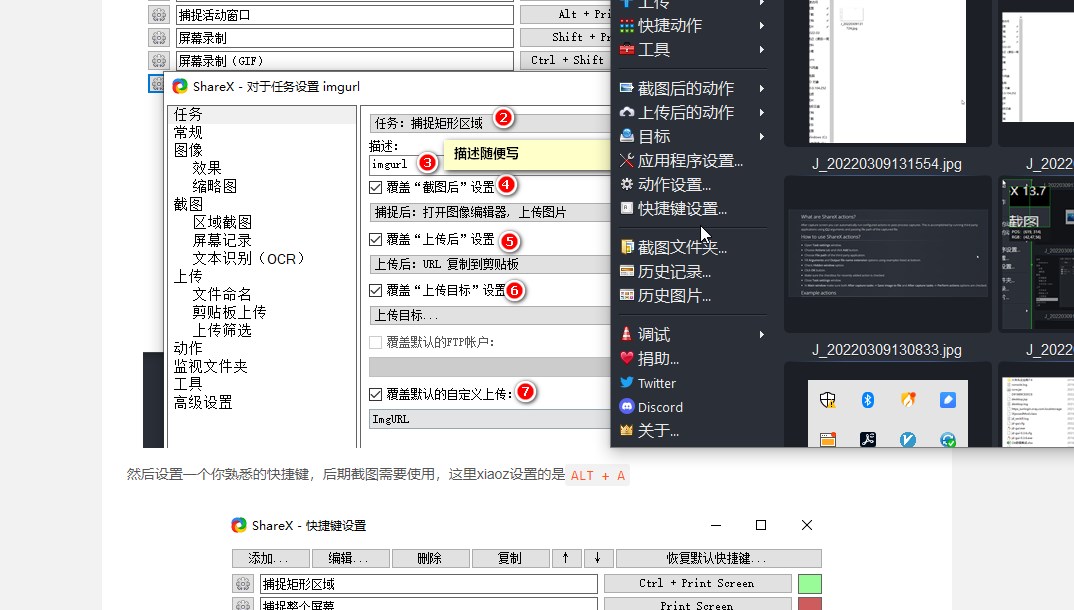 捕捉活动窗口
Alt + Pri
屏幕录制
Shift + Pr
屏幕录制 (GIF)
Ctrl + Shift
ShareX - 对于任务设置 imgurl
任务
常规
图像
效果
缩略图
截图
区域截图
屏幕记录
文本识别（OCR）
上传
文件命名
剪贴板上传
上传筛选
动作
监视文件夹
工具
高级设置
任务: 捕捉矩形区域
2
描述:
imgurl
3
描述随便写
覆盖“截图后”设置
4
捕捉后: 打开图像编辑器, 上传图片
覆盖“上传后”设置
5
上传后: URL 复制到剪贴板
覆盖“上传目标”设置
6
上传目标...
覆盖默认的FTP帐户:
覆盖默认的自定义上传:
7
ImgURL
上传
快捷动作
工具
截图后的动作
上传后的动作
目标
应用程序设置...
动作设置...
快捷键设置...
截图文件夹...
历史记录...
历史图片...
调试
捐助...
Twitter
Discord
关于...
J_20220309131554.jpg
J_2022
What are ShareX actions?
How to use ShareX actions?
Example actions
X 13.7
截图
J_20220309130833.jpg
J_2022
然后设置一个你熟悉的快捷键，后期截图需要使用，这里xiaoz设置的是 ALT + A
ShareX - 快捷键设置
添加...
编辑...
删除
复制
↑
↓
恢复默认快捷键...
捕捉矩形区域
Ctrl + Print Screen
捕捉整个屏幕
Print Screen